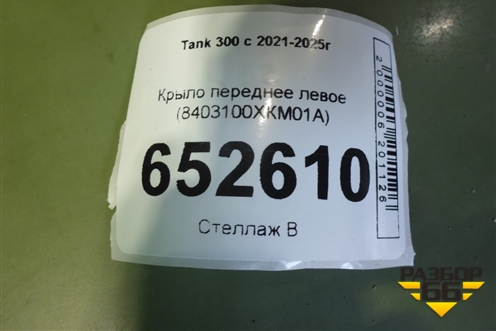 Tank 300 с 2021-2025г
Крыло переднее левое
(8403100XKM01A)
652610
Стеллаж В
2000006201126
РАЗБОР
66